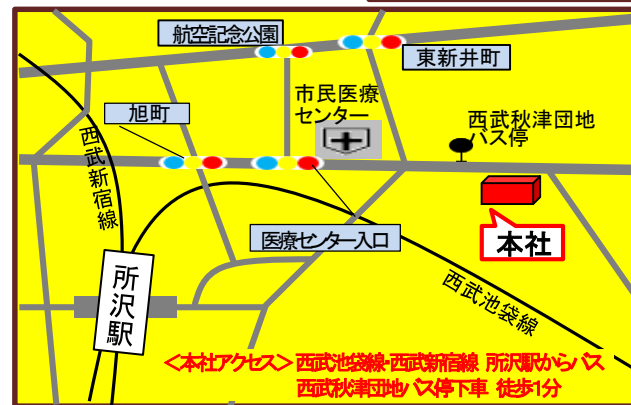 航空記念公園
東新井町
市民医療
センター
旭町
西武秋津団地
バス停
西武新宿線
医療センター入口
本社
所沢駅
西武池袋線
<本社アクセス> 西武池袋線・西武新宿線 所沢駅からバス
西武秋津団地バス停下車 徒歩1分